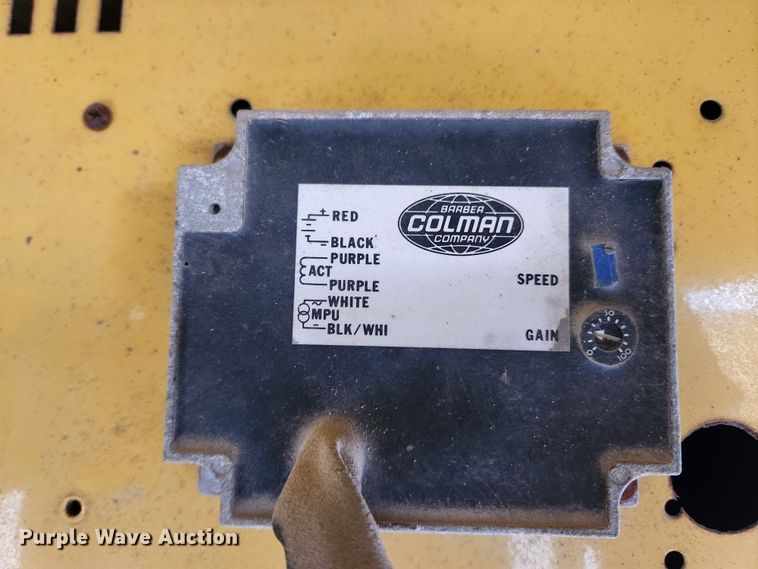 + RED
- BLACK
PURPLE
ACT
PURPLE
~ WHITE
MPU
- BLK/WHI
BARBER
COLMAN
COMPANY
SPEED
GAIN
0
50
100
Purple Wave Auction